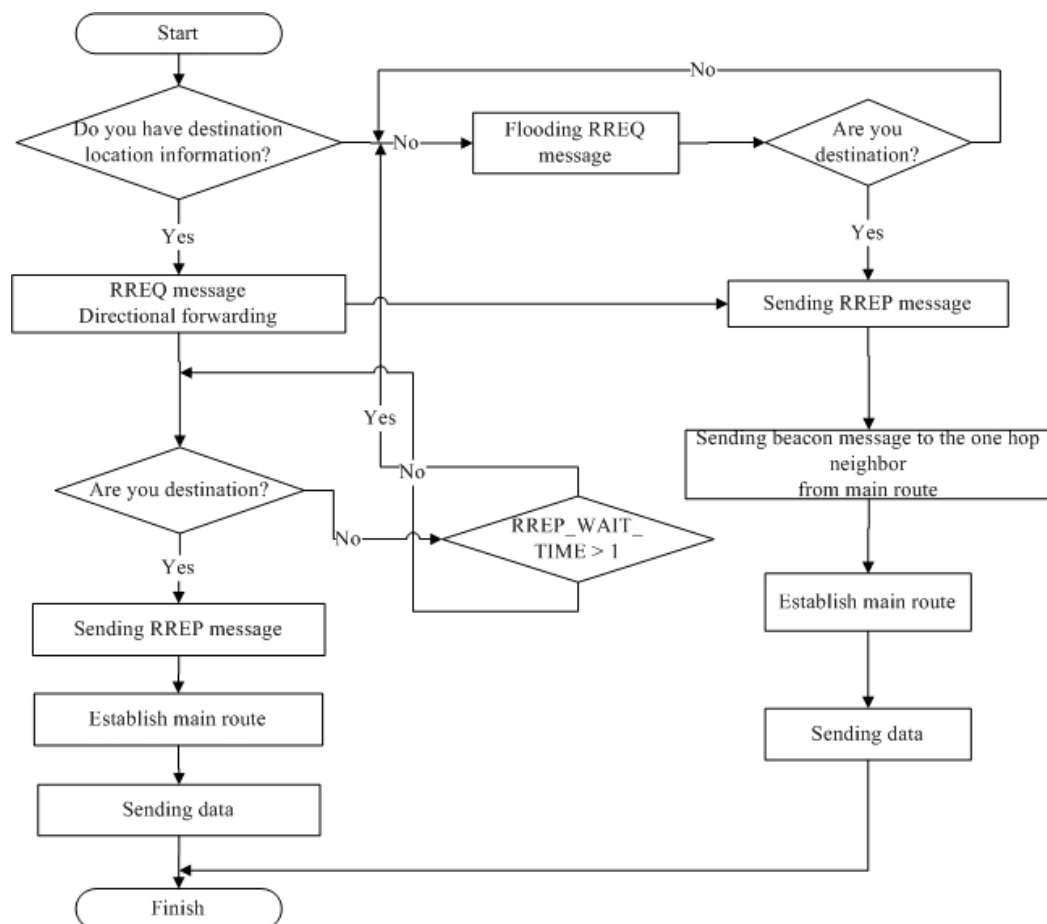 Start
No
Do you have destination
location information?
No
Flooding RREQ
message
Are you
destination?
Yes
Yes
RREQ message
Directional forwarding
Sending RREP message
Yes
Sending beacon message to the one hop
neighbor
from main route
No
Are you destination?
No
RREP_WAIT_
TIME > 1
Yes
Establish main route
Sending RREP message
Establish main route
Sending data
Sending data
Finish